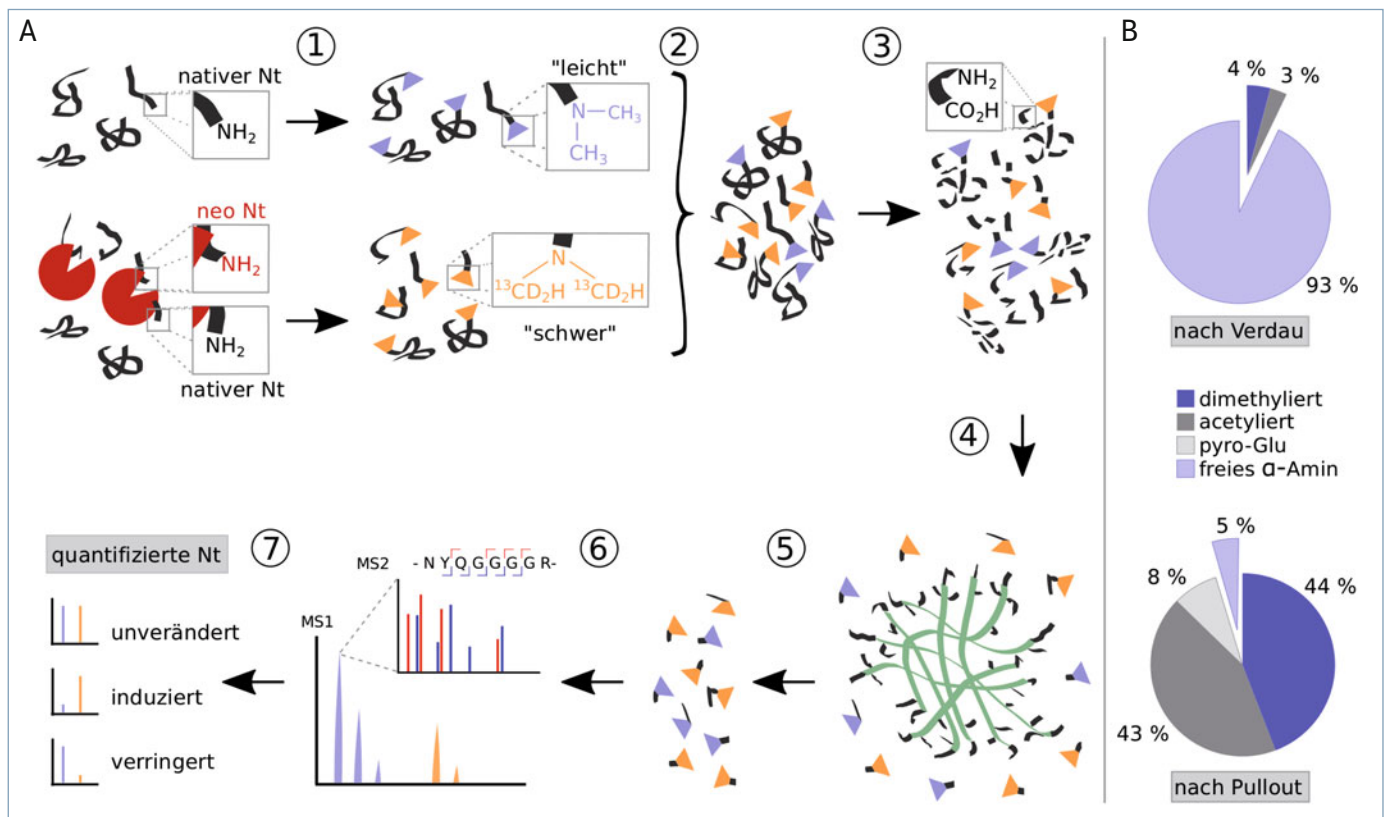 A
①
②
③
B
nativer Nt
NH₂
"leicht"
N—CH₃
CH₃
NH₂
CO₂H
4 %
3 %
93 %
nach Verdau
neo Nt
NH₂
NH₂
nativer Nt
N
¹³CD₂H ¹³CD₂H
"schwer"
dimethyliert
acetyliert
pyro-Glu
freies α-Amin
④
⑤
⑥
⑦
quantifizierte Nt
unverändert
induziert
verringert
MS2
- N Y Q G G G G R-
MS1
5 %
8 %
44 %
43 %
nach Pullout